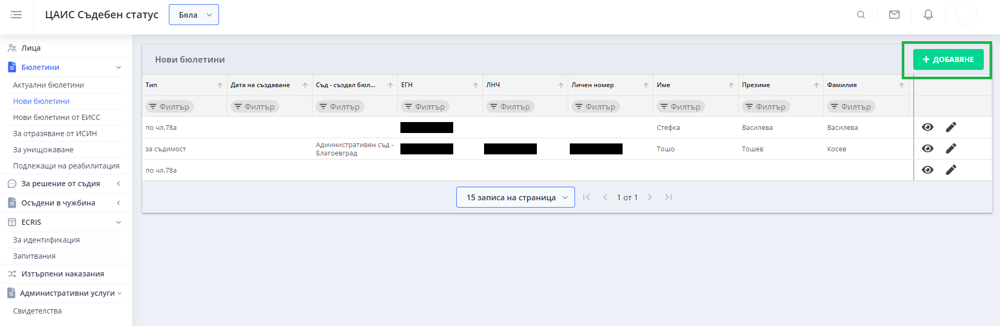 ЦАИС Съдебен статус
Бяла
Лица
Бюлетини
Актуални бюлетини
Нови бюлетини
Нови бюлетини от ЕИСС
За отразяване от ИСИН
За унищожаване
Подлежащи на реабилитация
За решение от съдия
Осъдени в чужбина
ECRIS
За идентификация
Запитвания
Изтърпени наказания
Административни услуги
Свидетелства
Нови бюлетини
+ ДОБАВЯНЕ
Тип Дата на създаване Съд - създал бюл... ЕГН ЛНЧ Личен номер Име Презиме Фамилия
Филтър Филтър Филтър Филтър Филтър Филтър Филтър Филтър Филтър
по чл.78а Стефка Василева Василева
за съдимост Административен съд - Благоевград Тошо Тошев Косев
по чл.78а
15 записа на страница 1 от 1